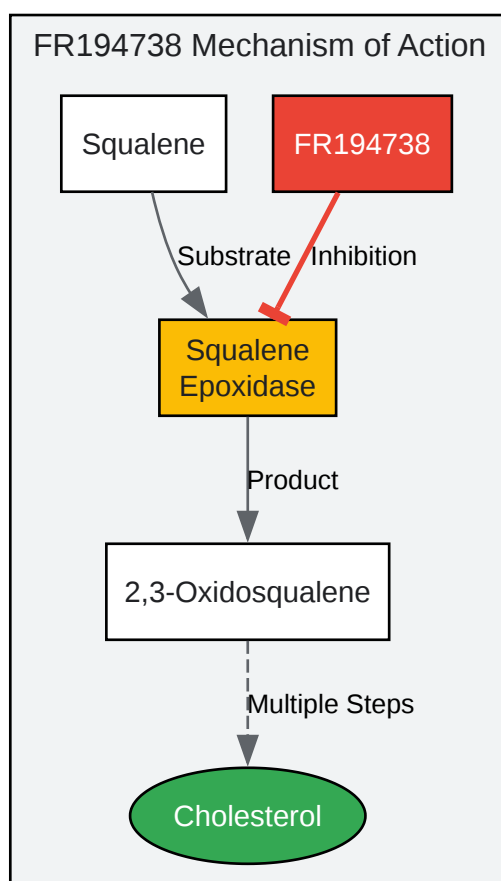 FR194738 Mechanism of Action
Squalene
FR194738
Substrate
Inhibition
Squalene
Epoxidase
Product
2,3-Oxidosqualene
Multiple Steps
Cholesterol